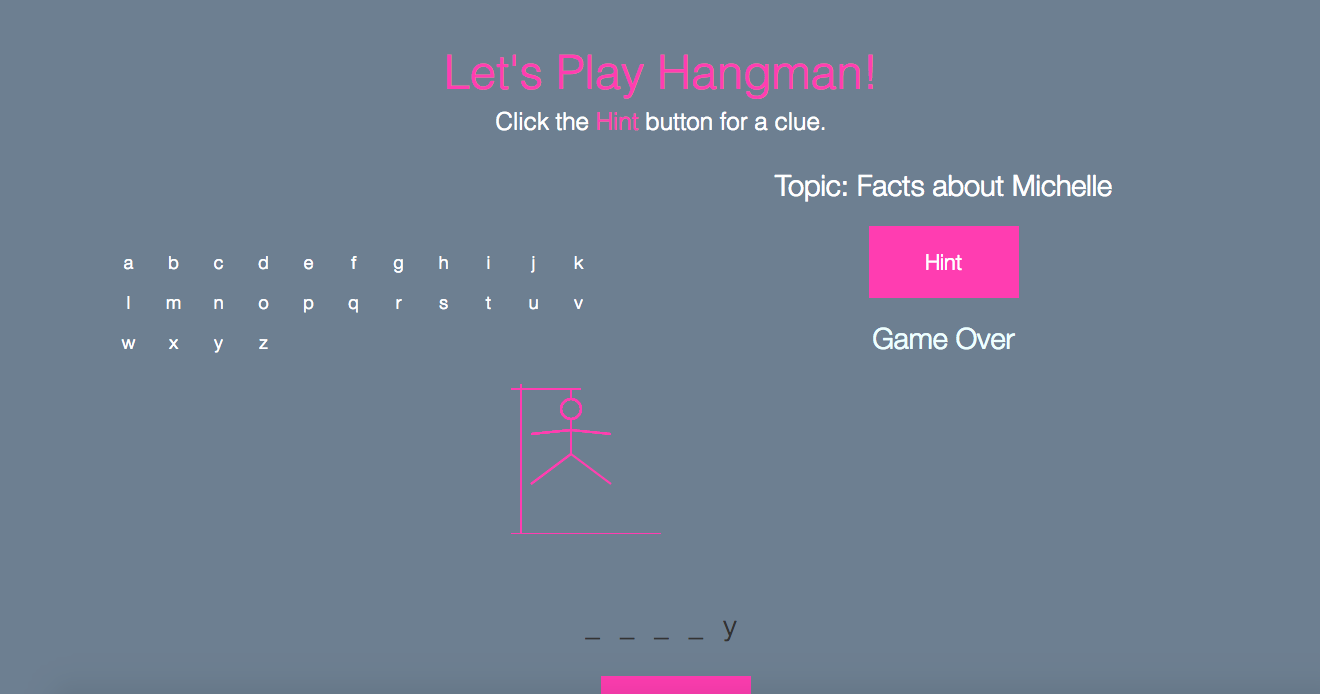 Let's Play Hangman!
Click the Hint button for a clue.
Topic: Facts about Michelle
Hint
Game Over
a b c d e f g h i j k
l m n o p q r s t u v
w x y z
_ _ _ _ y